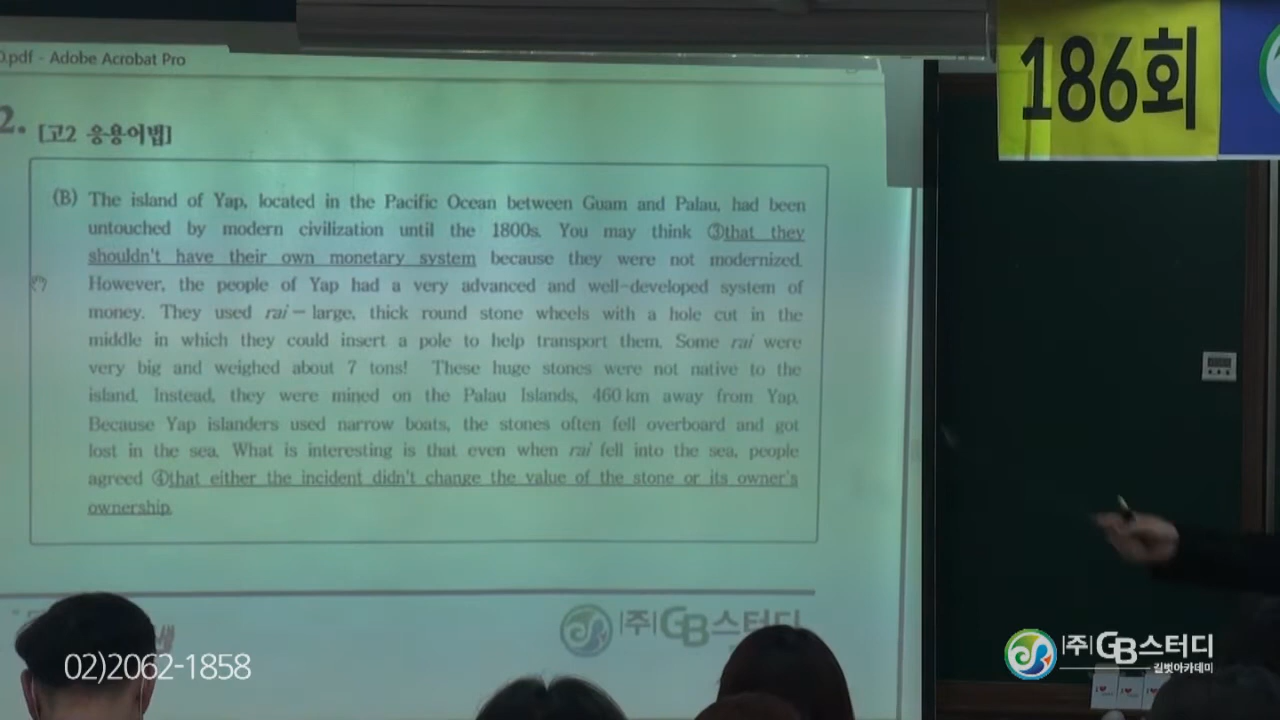 .pdf - Adobe Acrobat Pro
186회
2. [고2 응용어법]
(B) The island of Yap, located in the Pacific Ocean between Guam and Palau, had been
untouched by modern civilization until the 1800s. You may think ③that they
shouldn't have their own monetary system because they were not modernized.
However, the people of Yap had a very advanced and well-developed system of
money. They used rai – large, thick round stone wheels with a hole cut in the
middle in which they could insert a pole to help transport them. Some rai were
very big and weighed about 7 tons! These huge stones were not native to the
island. Instead, they were mined on the Palau Islands, 460 km away from Yap.
Because Yap islanders used narrow boats, the stones often fell overboard and got
lost in the sea. What is interesting is that even when rai fell into the sea, people
agreed ④that either the incident didn't change the value of the stone or its owner's
ownership.
|주|GB스터디
02)2062-1858
|주|GB스터디
길벗아카데미